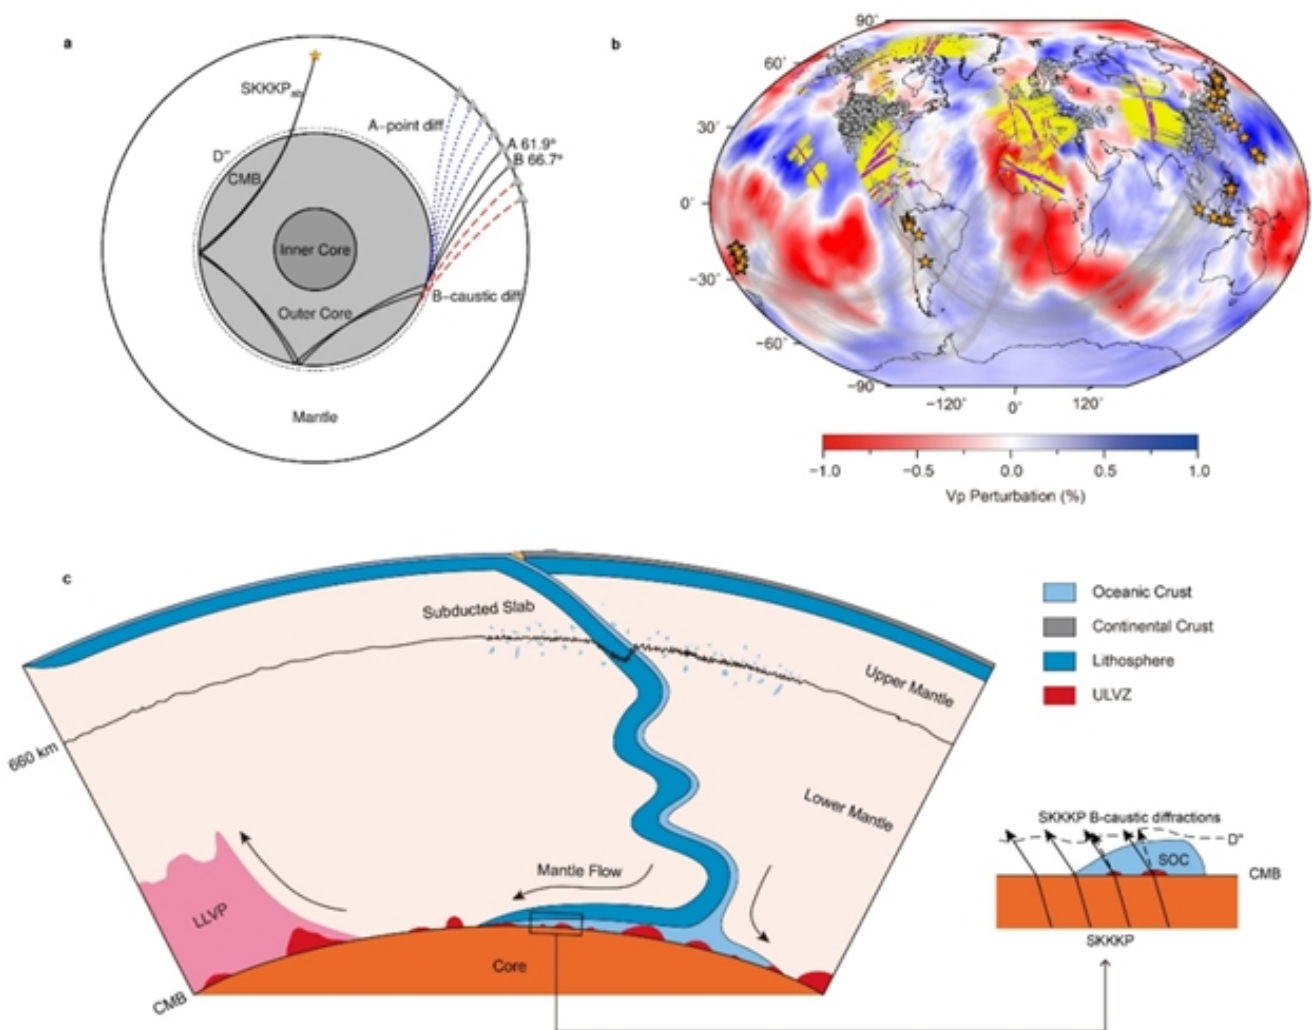 a
SKKKPab
A-point diff
A 61.9°
B 66.7°
D"
CMB
Inner Core
B-caustic diff
Outer Core
Mantle
b
90°
60°
30°
0°
−30°
−60°
−90
−120°
0°
120°
−1.0
−0.5
0.0
0.5
1.0
Vp Perturbation (%)
c
Subducted Slab
Upper Mantle
660 km
Lower Mantle
Mantle Flow
LLVP
Core
CMB
Oceanic Crust
Continental Crust
Lithosphere
ULVZ
SKKKP B-caustic diffractions
D"
SOC
CMB
SKKKP